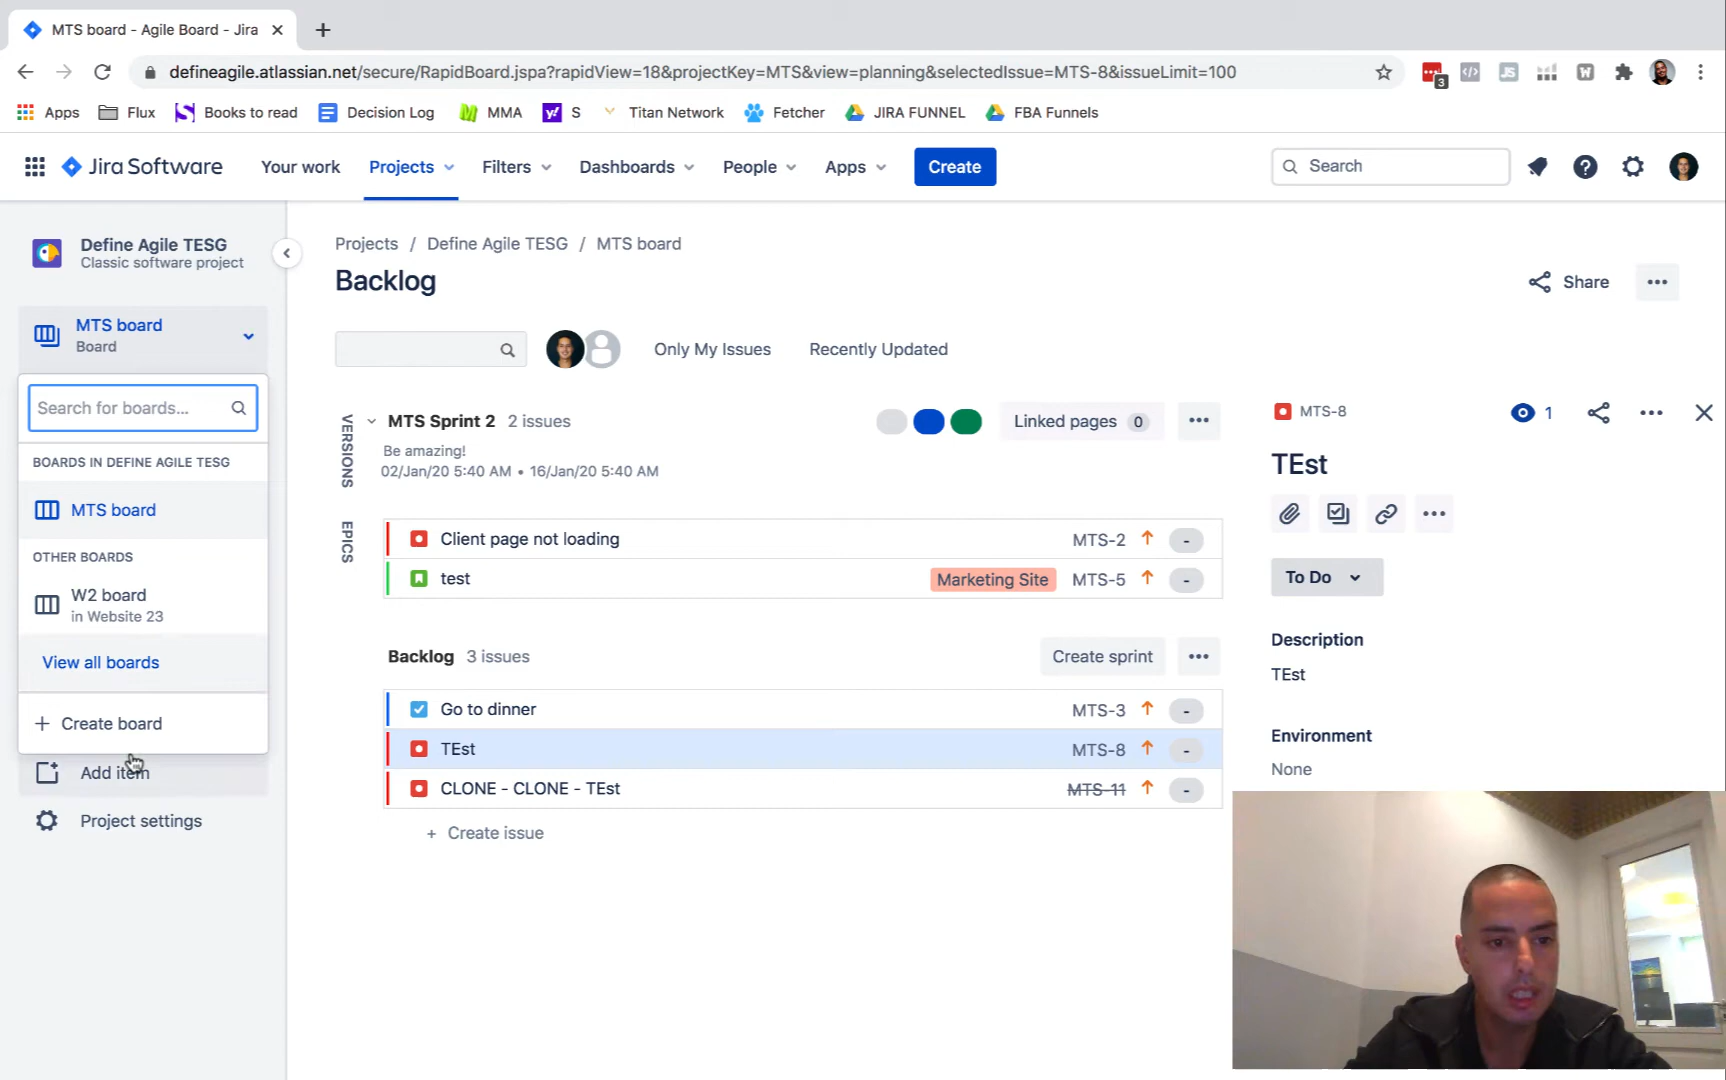 MTS board - Agile Board - Jira
defineagile.atlassian.net/secure/RapidBoard.jspa?rapidView=18&projectKey=MTS&view=planning&selectedIssue=MTS-8&issueLimit=100
3
JS
W
Apps
Flux
Books to read
Decision Log
MMA
y!
S
Titan Network
Fetcher
JIRA FUNNEL
FBA Funnels
Jira Software
Your work
Projects
Filters
Dashboards
People
Apps
Create
Search
Define Agile TESG
Classic software project
MTS board
Board
Search for boards...
BOARDS IN DEFINE AGILE TESG
MTS board
OTHER BOARDS
W2 board
in Website 23
View all boards
+ Create board
Add item
Project settings
Projects / Define Agile TESG / MTS board
Backlog
Share
Only My Issues
Recently Updated
VERSIONS
EPICS
MTS Sprint 2 2 issues
Linked pages 0
Be amazing!
02/Jan/20 5:40 AM • 16/Jan/20 5:40 AM
Client page not loading MTS-2 -
test Marketing Site MTS-5 -
Backlog 3 issues
Create sprint
Go to dinner MTS-3 -
TEst MTS-8 -
CLONE - CLONE - TEst MTS-11 -
+ Create issue
MTS-8
1
TEst
To Do
Description
TEst
Environment
None